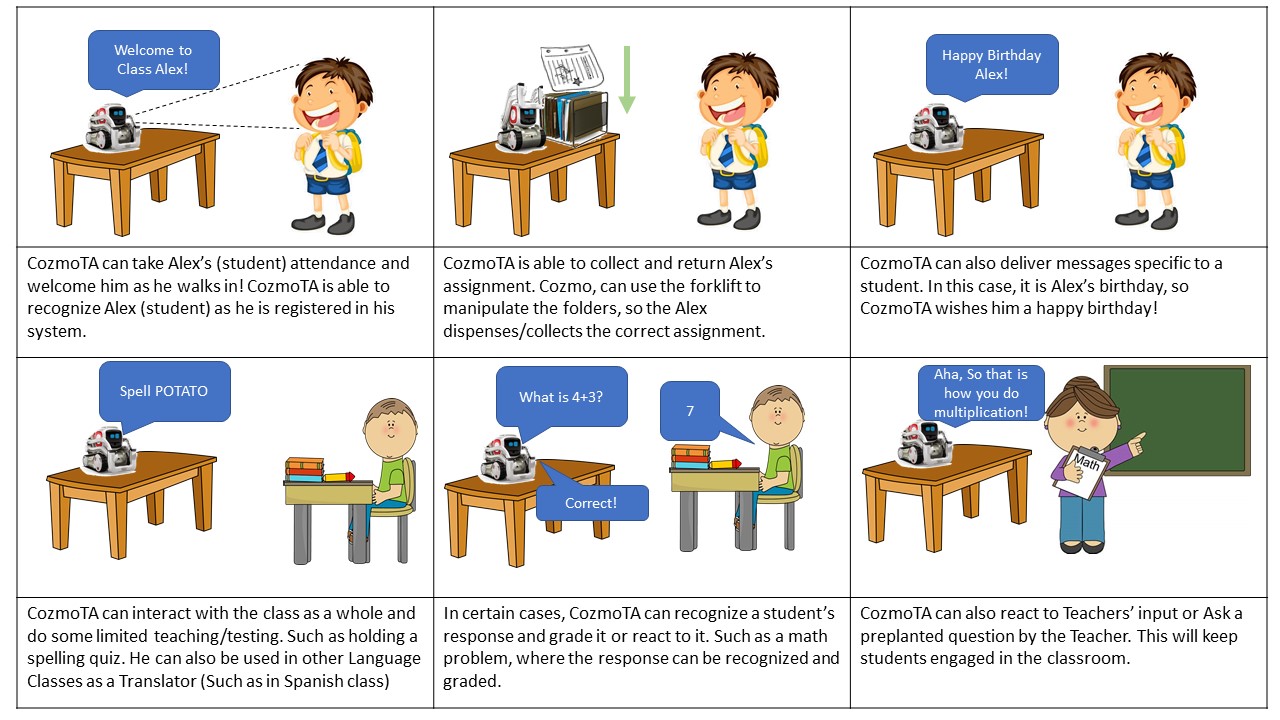 Welcome to
Class Alex!
Happy Birthday
Alex!
CozmoTA can take Alex's (student) attendance and
welcome him as he walks in! CozmoTA is able to
recognize Alex (student) as he is registered in his
system.
CozmoTA is able to collect and return Alex's
assignment. Cozmo, can use the forklift to
manipulate the folders, so the Alex
dispenses/collects the correct assignment.
CozmoTA can also deliver messages specific to a
student. In this case, it is Alex's birthday, so
CozmoTA wishes him a happy birthday!
Spell POTATO
What is 4+3?
7
Correct!
Aha, So that is
how you do
multiplication!
Math
CozmoTA can interact with the class as a whole and
do some limited teaching/testing. Such as holding a
spelling quiz. He can also be used in other Language
Classes as a Translator (Such as in Spanish class)
In certain cases, CozmoTA can recognize a student's
response and grade it or react to it. Such as a math
problem, where the response can be recognized and
graded.
CozmoTA can also react to Teachers' input or Ask a
preplanted question by the Teacher. This will keep
students engaged in the classroom.